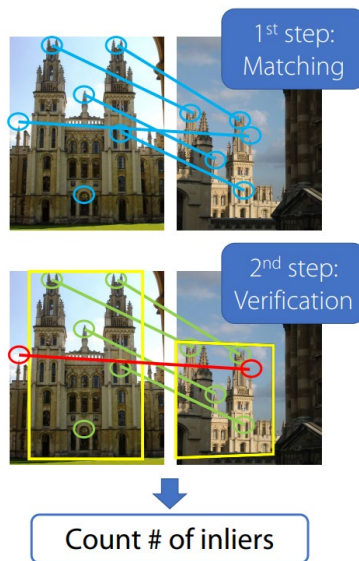 1st step:
Matching
2nd step:
Verification
Count # of inliers